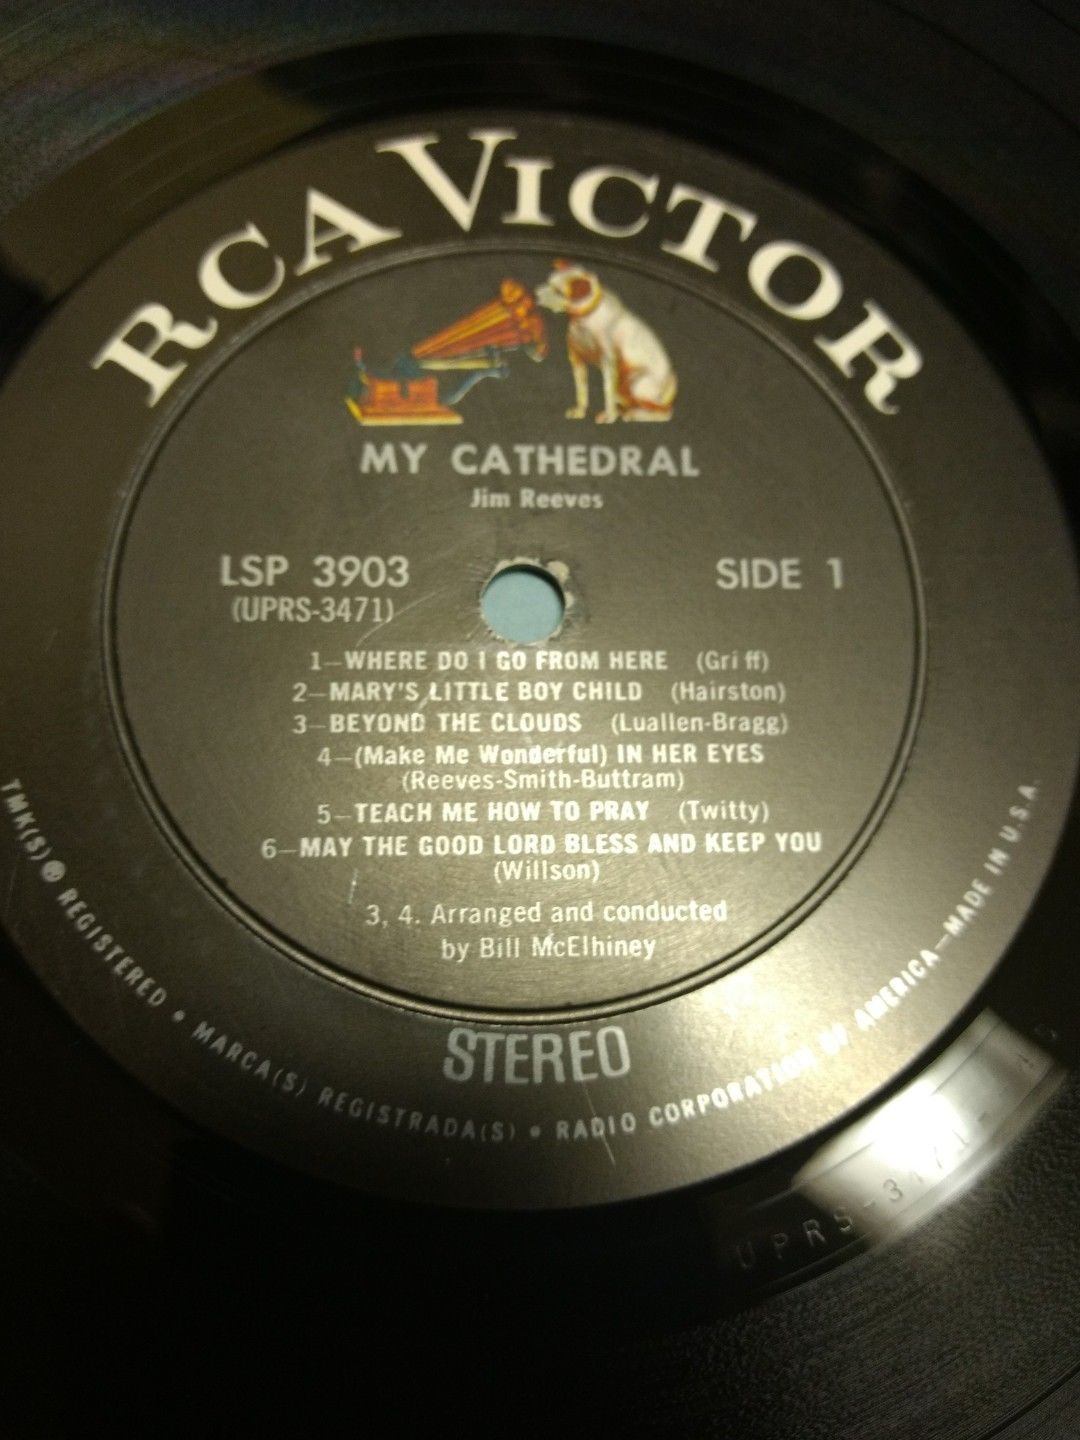 RCA VICTOR
MY CATHEDRAL
Jim Reeves
LSP 3903
(UPRS-3471)
SIDE 1
1—WHERE DO I GO FROM HERE (Griff)
2—MARY'S LITTLE BOY CHILD (Hairston)
3—BEYOND THE CLOUDS (Luallen-Bragg)
4—(Make Me Wonderful) IN HER EYES
(Reeves-Smith-Buttram)
5—TEACH ME HOW TO PRAY (Twitty)
6—MAY THE GOOD LORD BLESS AND KEEP YOU
(Willson)
3, 4. Arranged and conducted
by Bill McElhiney
STEREO
TMK(S) ® REGISTERED • MARCA(S) REGISTRADA(S) • RADIO CORPORATION OF AMERICA—MADE IN U.S.A.
UPRS-3471-